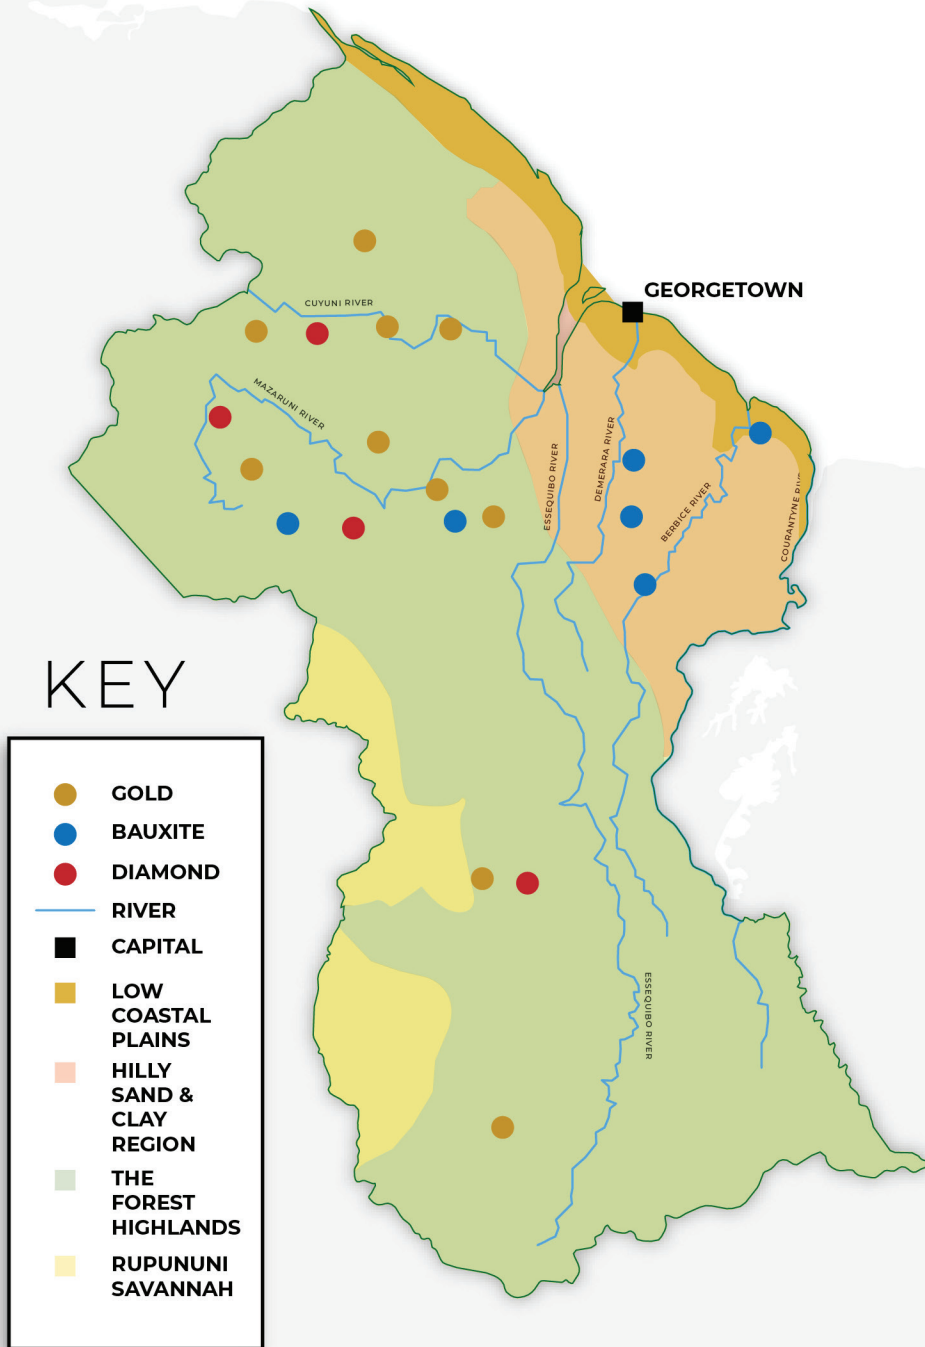 GEORGETOWN
CUYUNI RIVER
MAZARUNI RIVER
ESSEQUIBO RIVER
DEMERARA RIVER
BERBICE RIVER
COURANTYNE
ESSEQUIBO RIVER
KEY
GOLD
BAUXITE
DIAMOND
RIVER
CAPITAL
LOW
COASTAL
PLAINS
HILLY
SAND &
CLAY
REGION
THE
FOREST
HIGHLANDS
RUPUNUNI
SAVANNAH